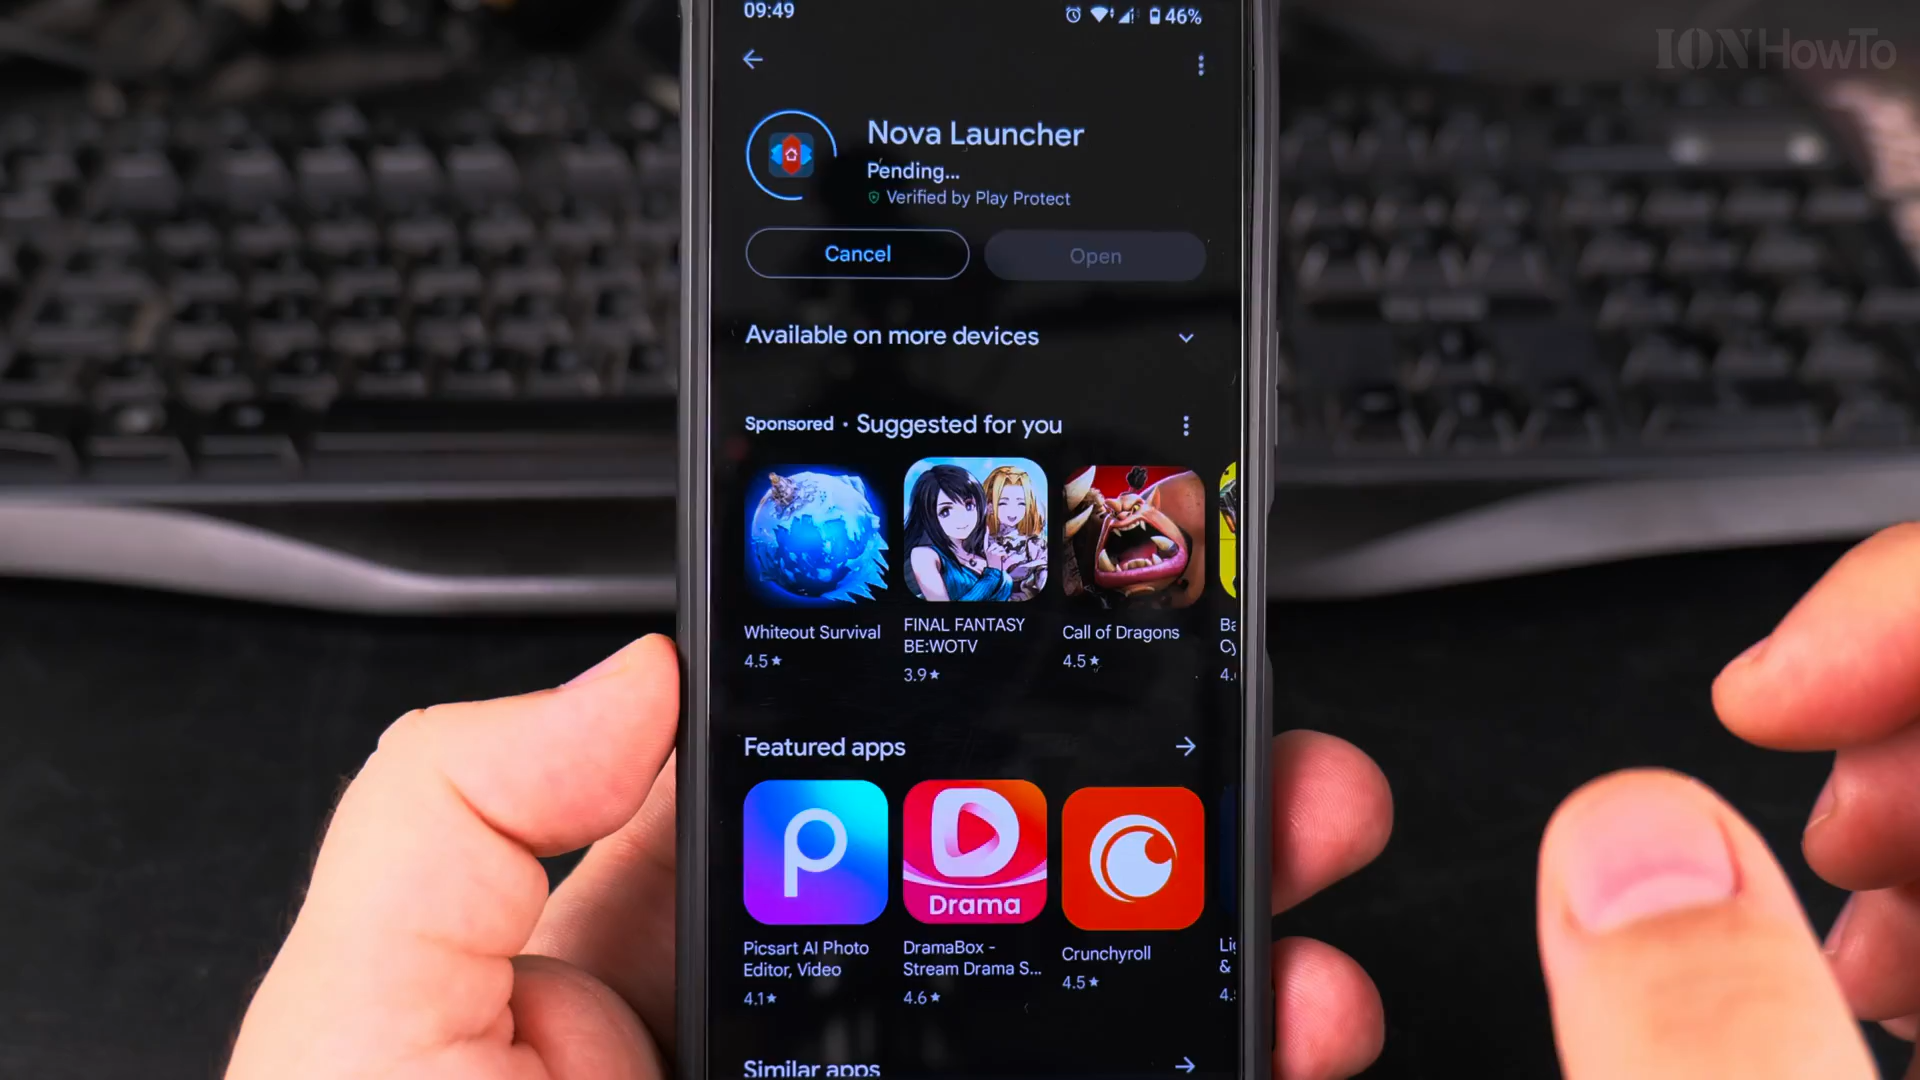 09:49
46%
ION HowTo
Nova Launcher
Pending...
Verified by Play Protect
Cancel
Open
Available on more devices
Sponsored · Suggested for you
Whiteout Survival
4.5★
FINAL FANTASY
BE:WOTV
3.9★
Call of Dragons
4.5★
Featured apps
Drama
Picsart AI Photo
Editor, Video
4.1★
DramaBox -
Stream Drama S...
4.6★
Crunchyroll
4.5★
Similar apps